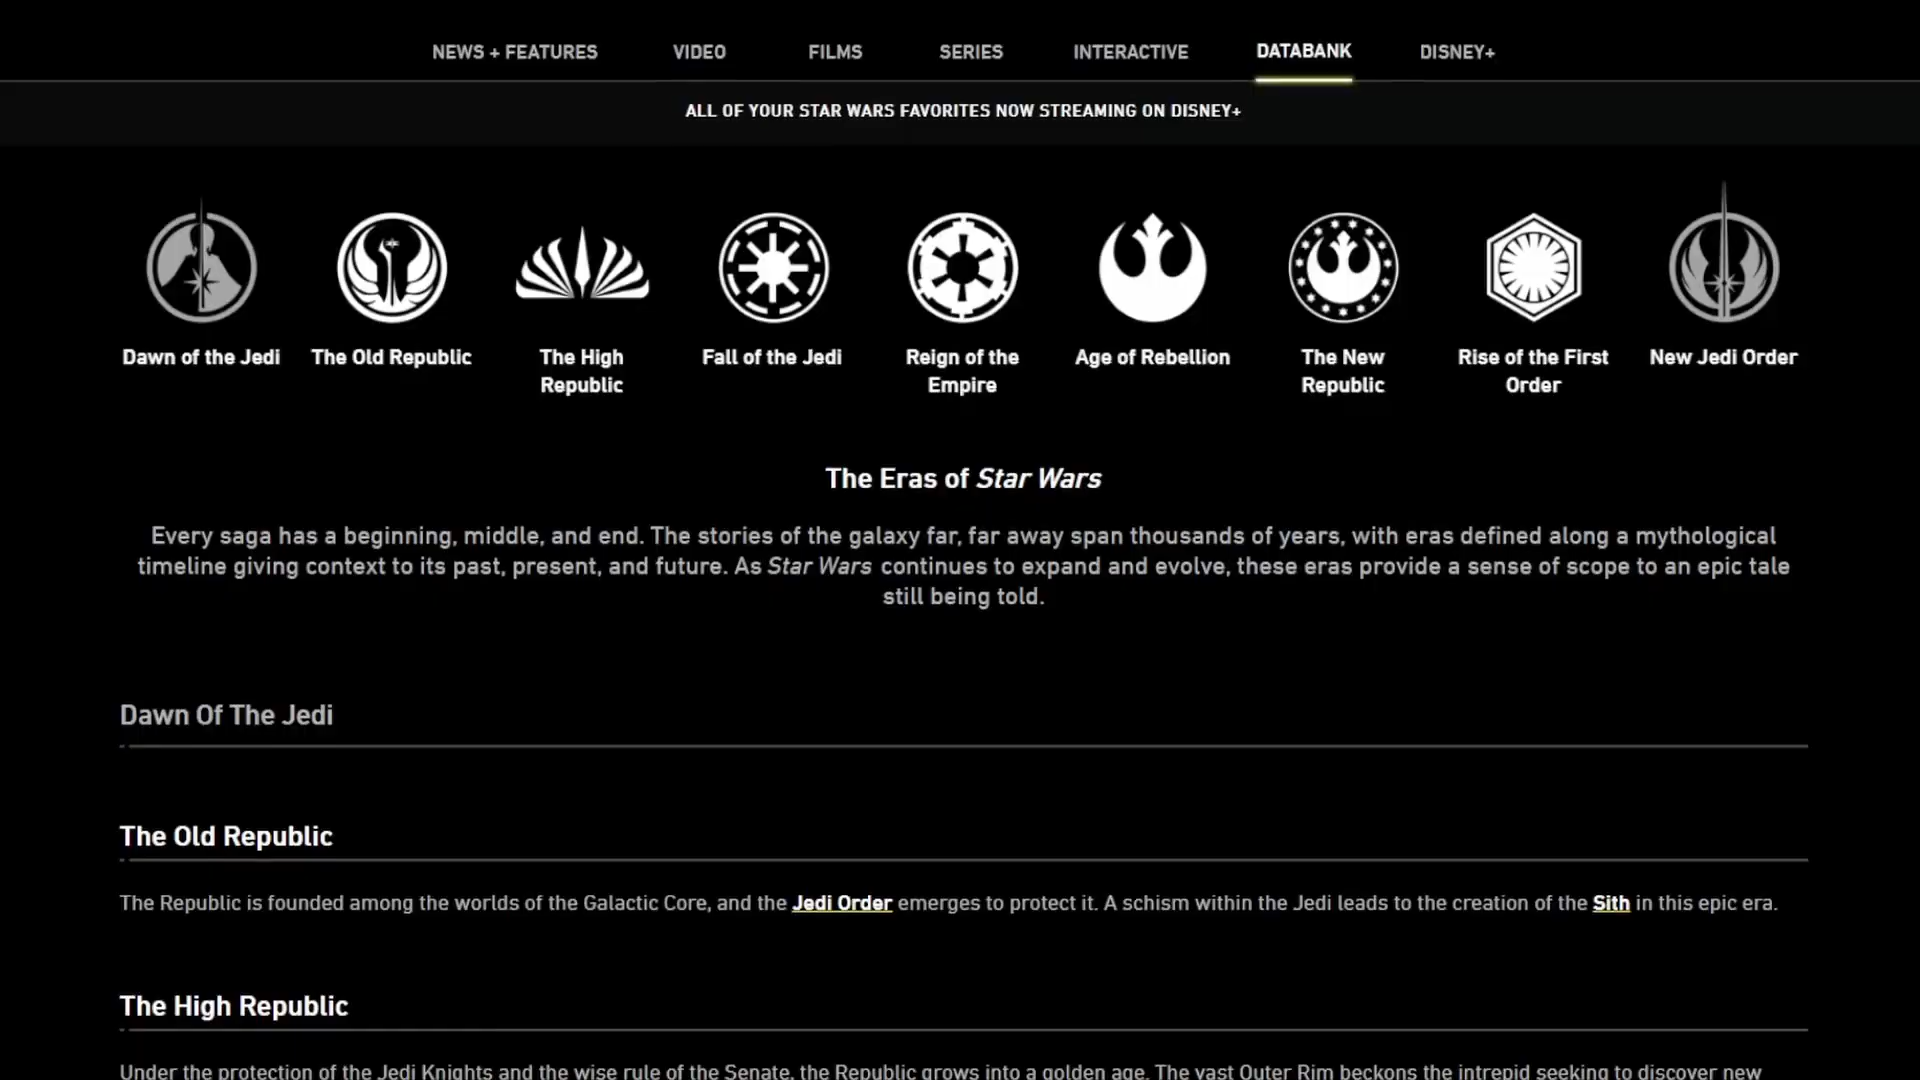 NEWS + FEATURES VIDEO FILMS SERIES INTERACTIVE DATABANK DISNEY+
ALL OF YOUR STAR WARS FAVORITES NOW STREAMING ON DISNEY+
Dawn of the Jedi
The Old Republic
The High
Republic
Fall of the Jedi
Reign of the
Empire
Age of Rebellion
The New
Republic
Rise of the First
Order
New Jedi Order
The Eras of Star Wars
Every saga has a beginning, middle, and end. The stories of the galaxy far, far away span thousands of years, with eras defined along a mythological
timeline giving context to its past, present, and future. As Star Wars continues to expand and evolve, these eras provide a sense of scope to an epic tale
still being told.
Dawn Of The Jedi
The Old Republic
The Republic is founded among the worlds of the Galactic Core, and the Jedi Order emerges to protect it. A schism within the Jedi leads to the creation of the Sith in this epic era.
The High Republic
Under the protection of the Jedi Knights and the wise rule of the Senate, the Republic grows into a golden age. The vast Outer Rim beckons the intrepid seeking to discover new